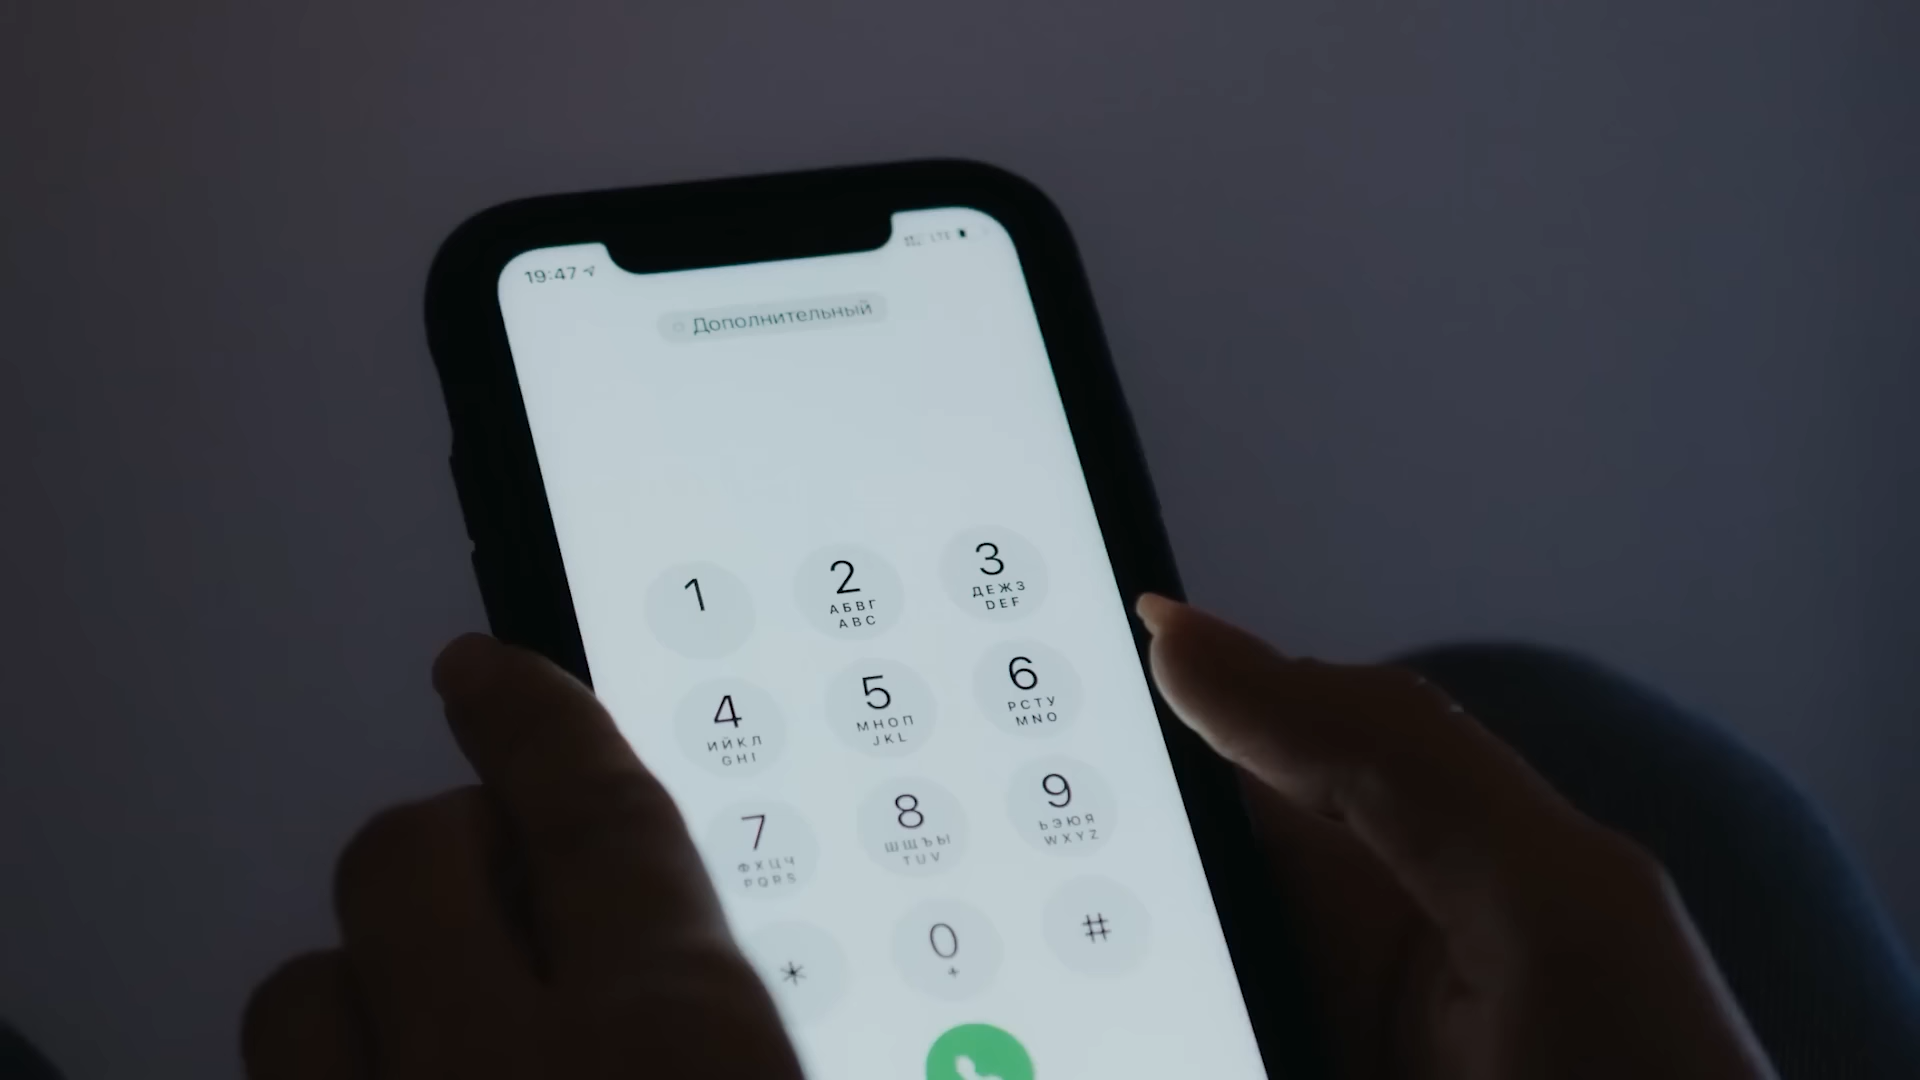 19:47
LTE
Дополнительный
1
2
АБВГ
ABC
3
ДЕЖЗ
DEF
4
ИЙКЛ
GHI
5
МНОП
JKL
6
РСТУ
MNO
7
ФХЦЧ
PQRS
8
ШЩЪЫ
TUV
9
ЬЭЮЯ
WXYZ
*
0
+
#